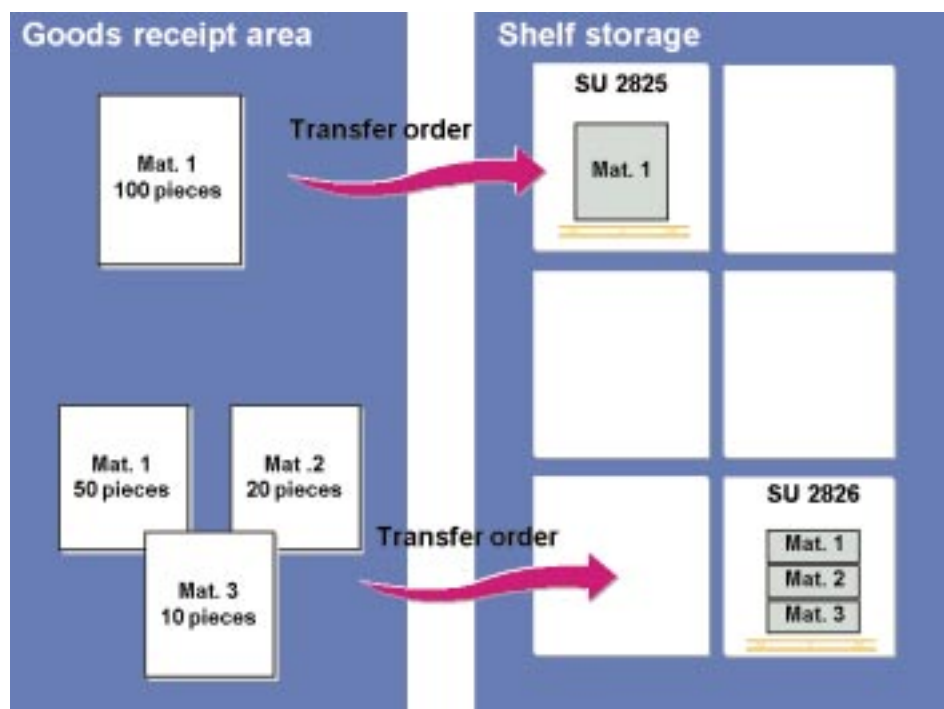 Goods receipt area
Mat. 1
100 pieces
Transfer order
Mat. 1
50 pieces
Mat .2
20 pieces
Mat. 3
10 pieces
Transfer order
Shelf storage
SU 2825
Mat. 1
SU 2826
Mat. 1
Mat. 2
Mat. 3